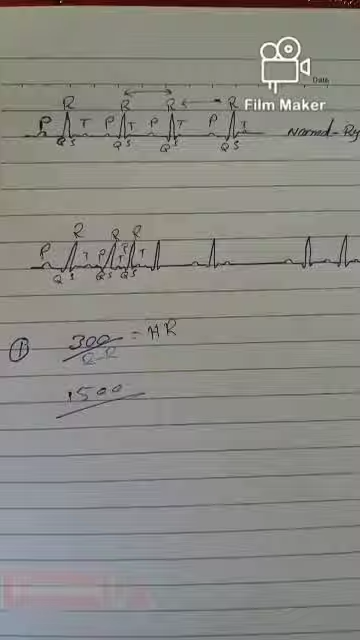 Date
Film Maker
R R R R
P P T P T P T P T
Q S Q S Q S Q S
Normal - Ry
R R R
P T P T P T
Q S Q S Q S
1 300 = HR
R-R
1500